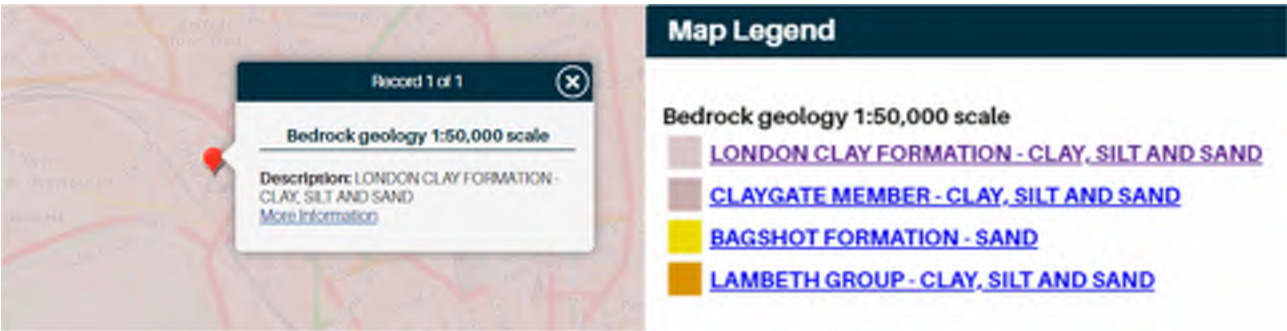 Record 1 of 1
Bedrock geology 1:50,000 scale
Description: LONDON CLAY FORMATION -
CLAY, SILT AND SAND
More Information
Map Legend
Bedrock geology 1:50,000 scale
LONDON CLAY FORMATION - CLAY, SILT AND SAND
CLAYGATE MEMBER - CLAY, SILT AND SAND
BAGSHOT FORMATION - SAND
LAMBETH GROUP - CLAY, SILT AND SAND